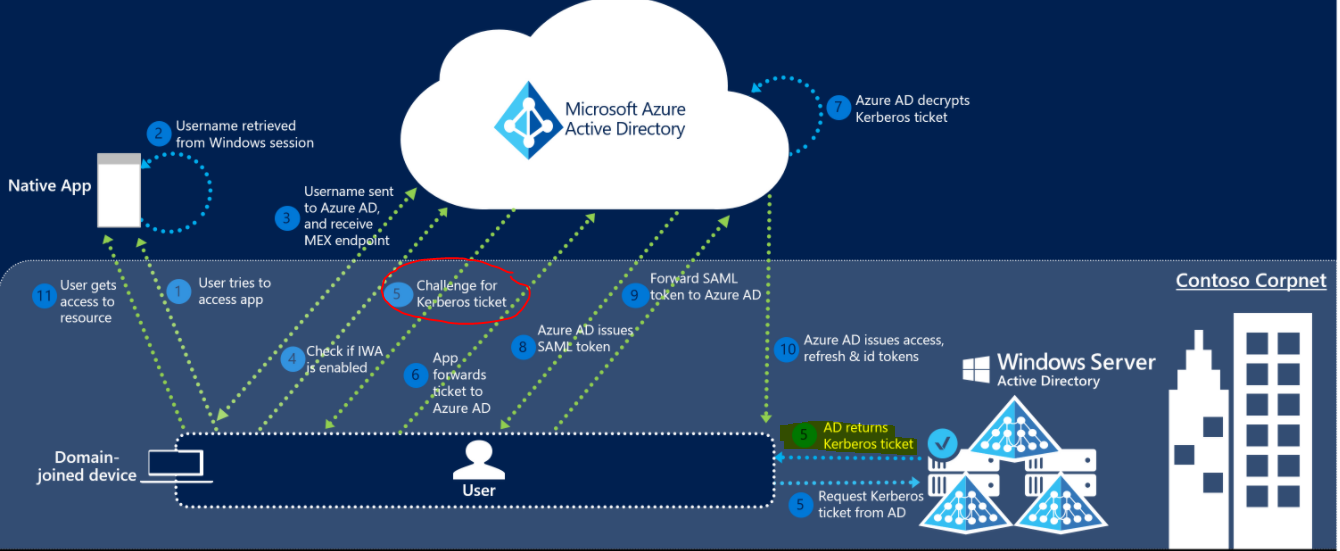 Microsoft Azure
Active Directory
7
Azure AD decrypts
Kerberos ticket
2
Username retrieved
from Windows session
Native App
3
Username sent
to Azure AD,
and receive
MEX endpoint
11
User gets
access to
resource
1
User tries to
access app
5
Challenge for
Kerberos ticket
9
Forward SAML
token to Azure AD
Contoso Corpnet
4
Check if IWA
is enabled
6
App
forwards
ticket to
Azure AD
8
Azure AD issues
SAML token
10
Azure AD issues access,
refresh & id tokens
Windows Server
Active Directory
5
AD returns
Kerberos ticket
Domain-
joined device
User
5
Request Kerberos
ticket from AD